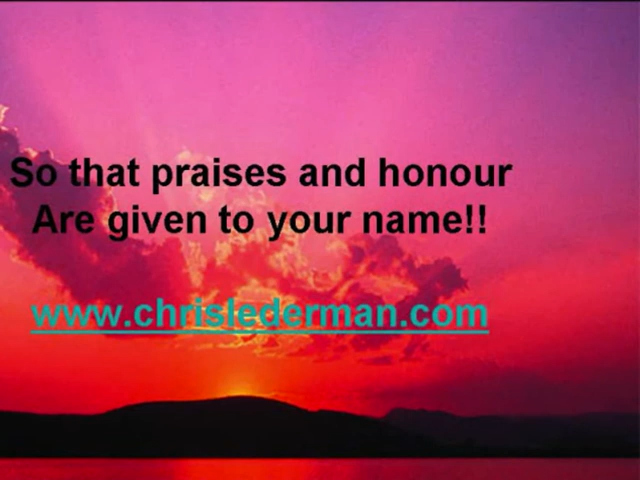 So that praises and honour
Are given to your name!!
www.chrislederman.com